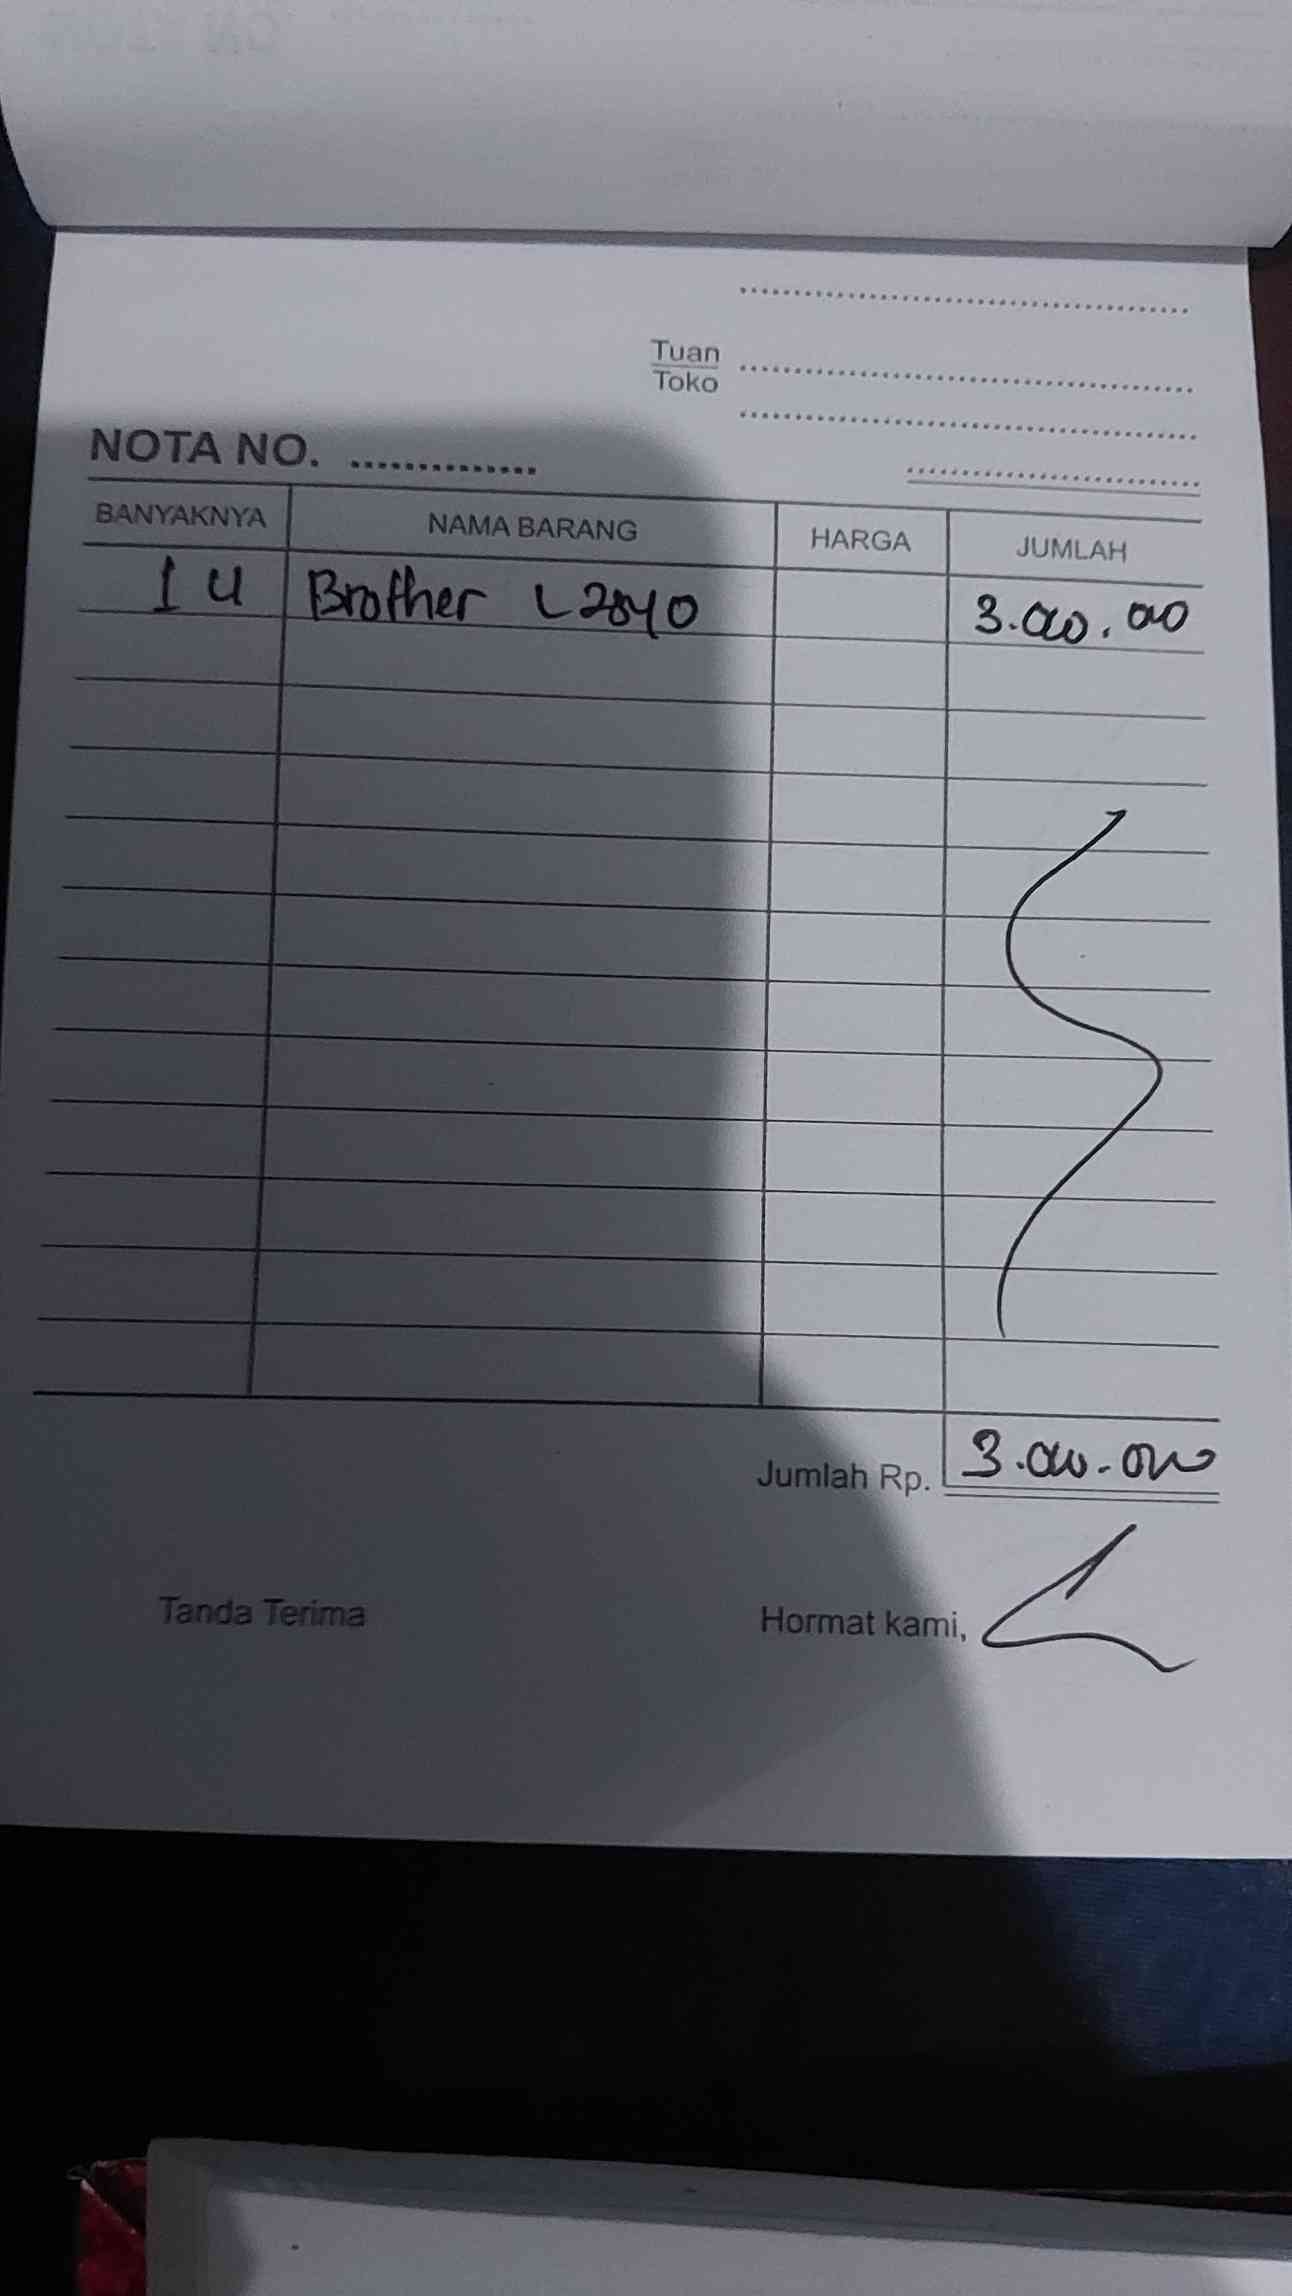 Tuan
Toko
NOTA NO.
BANYAKNYA NAMA BARANG HARGA JUMLAH
1 U Brother L2840 3.000.000
Jumlah Rp. 3.000.000
Tanda Terima Hormat kami,